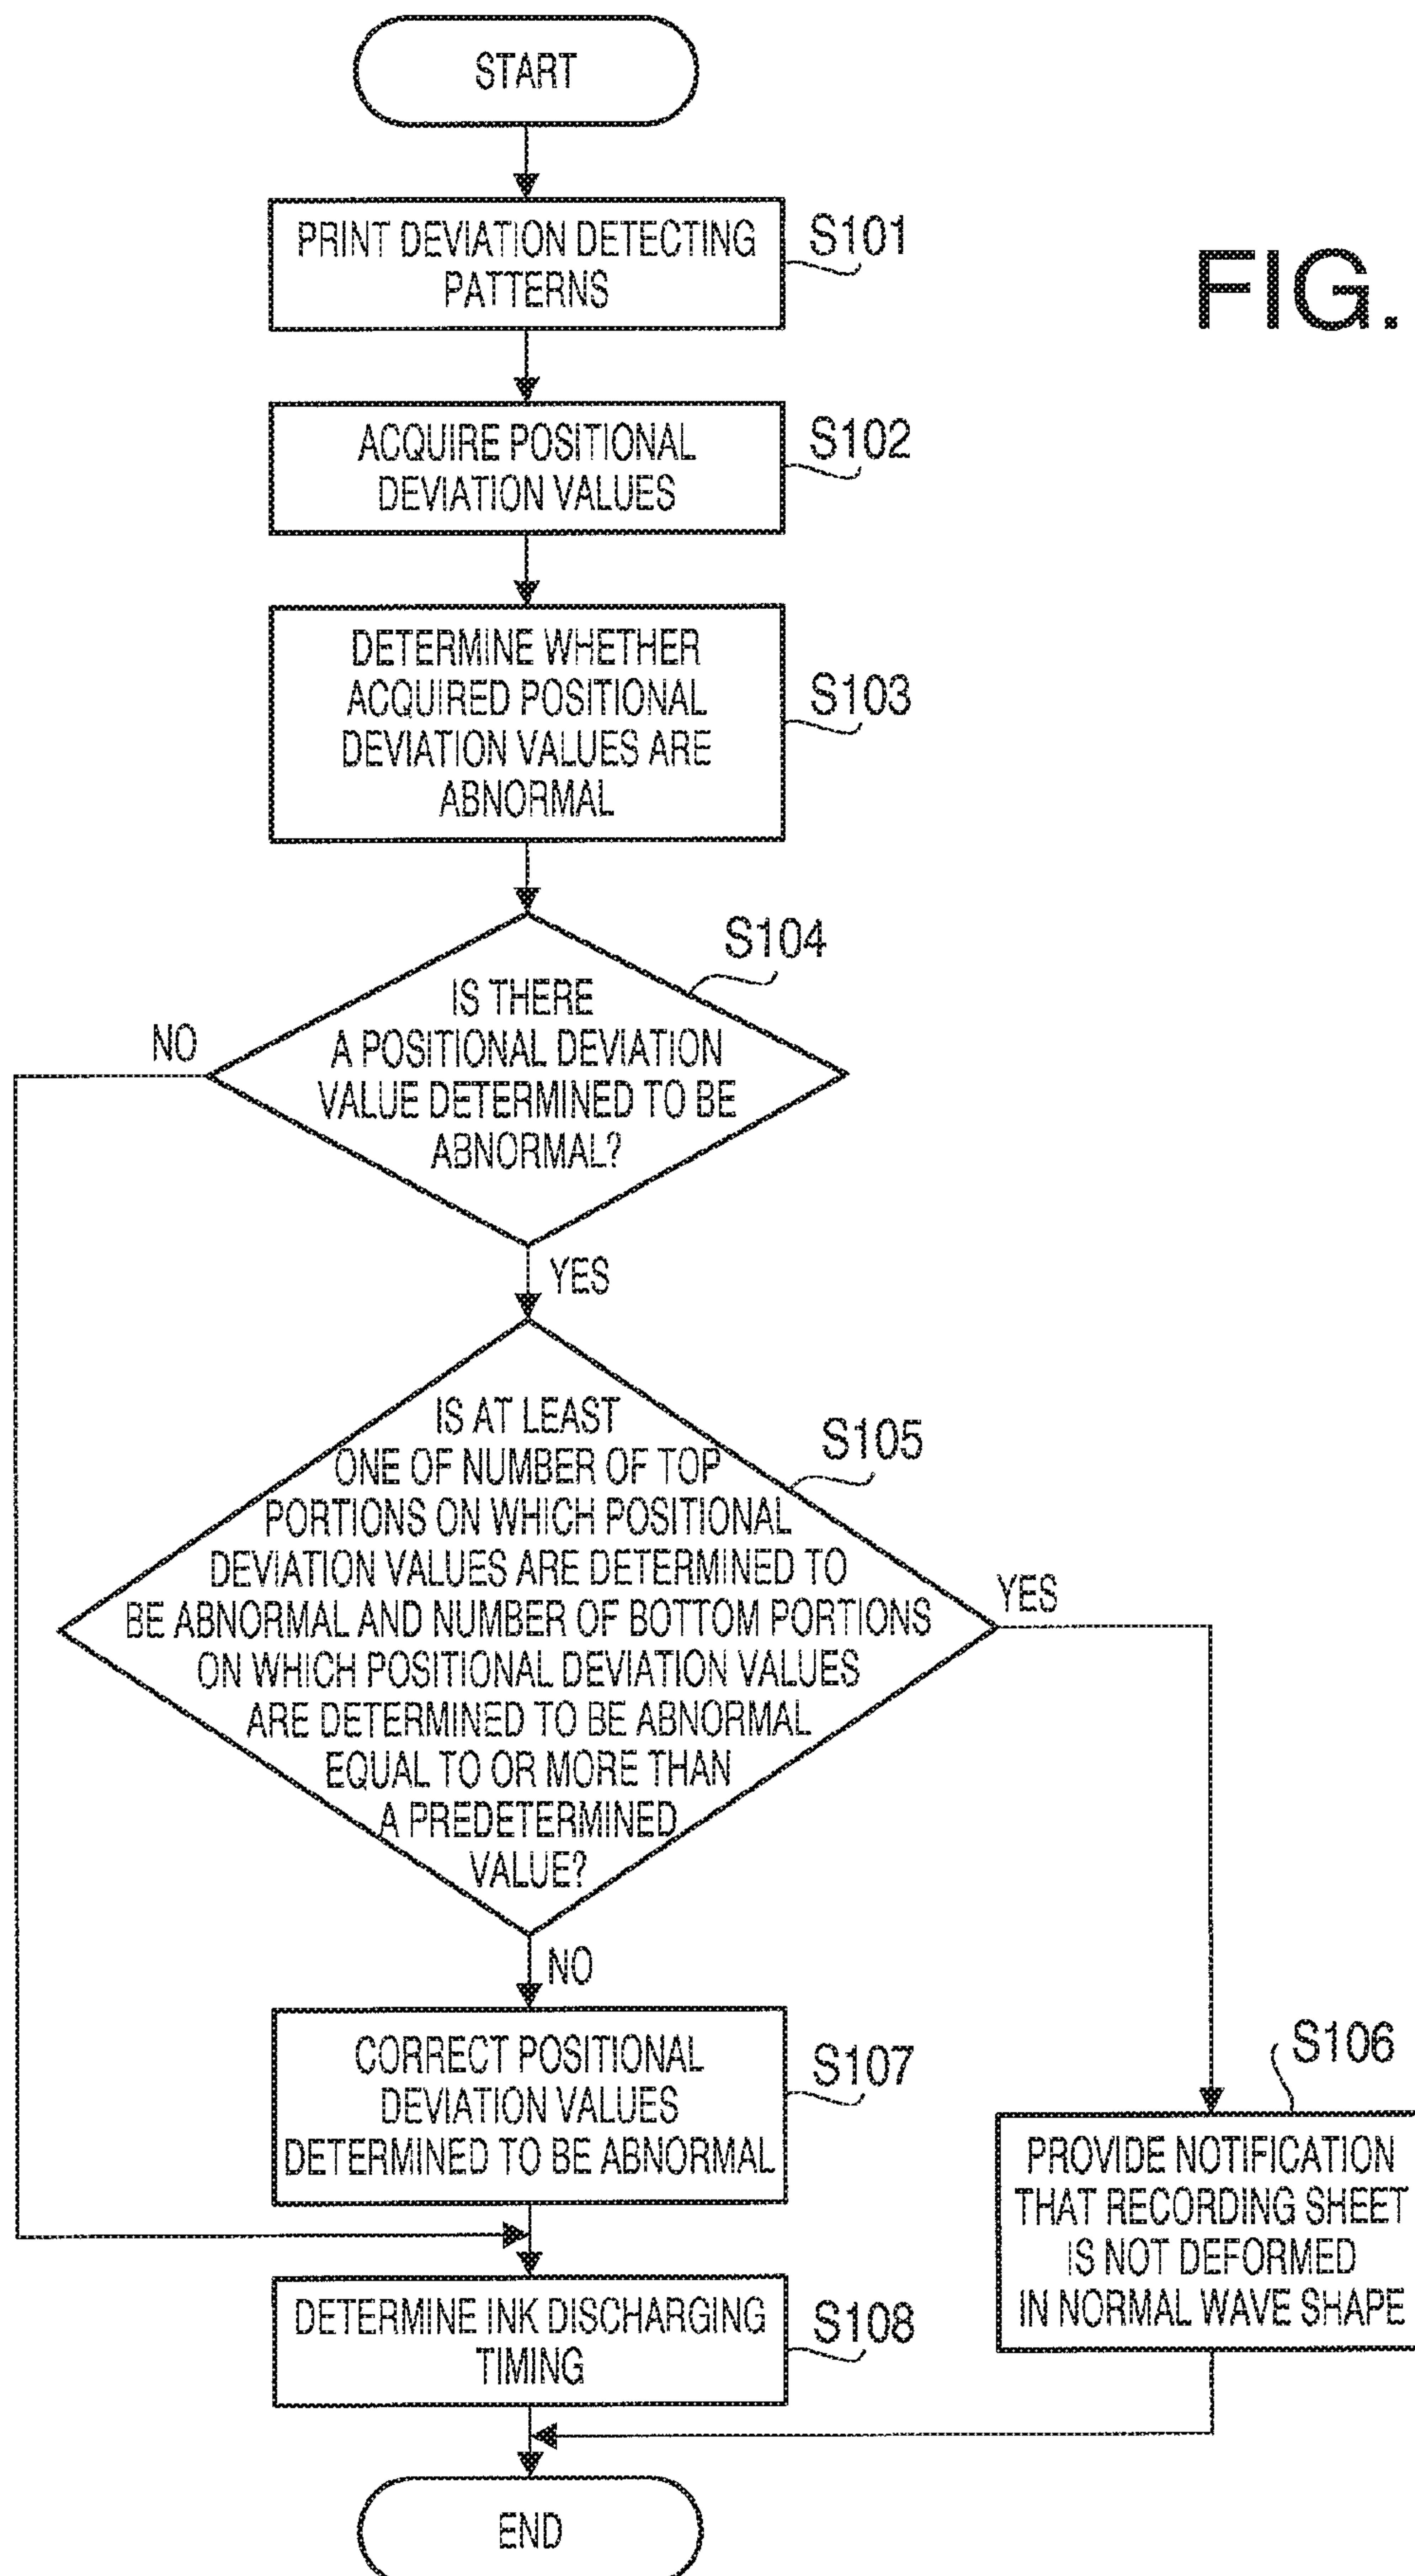 START
PRINT DEVIATION DETECTING
PATTERNS
S101
FIG.
ACQUIRE POSITIONAL
DEVIATION VALUES
S102
DETERMINE WHETHER
ACQUIRED POSITIONAL
DEVIATION VALUES ARE
ABNORMAL
S103
S104
IS THERE
A POSITIONAL DEVIATION
VALUE DETERMINED TO BE
ABNORMAL?
NO
YES
IS AT LEAST
ONE OF NUMBER OF TOP
PORTIONS ON WHICH POSITIONAL
DEVIATION VALUES ARE DETERMINED TO
BE ABNORMAL AND NUMBER OF BOTTOM PORTIONS
ON WHICH POSITIONAL DEVIATION VALUES
ARE DETERMINED TO BE ABNORMAL
EQUAL TO OR MORE THAN
A PREDETERMINED
VALUE?
S105
YES
NO
CORRECT POSITIONAL
DEVIATION VALUES
DETERMINED TO BE ABNORMAL
S107
S106
PROVIDE NOTIFICATION
THAT RECORDING SHEET
IS NOT DEFORMED
IN NORMAL WAVE SHAPE
DETERMINE INK DISCHARGING
TIMING
S108
END